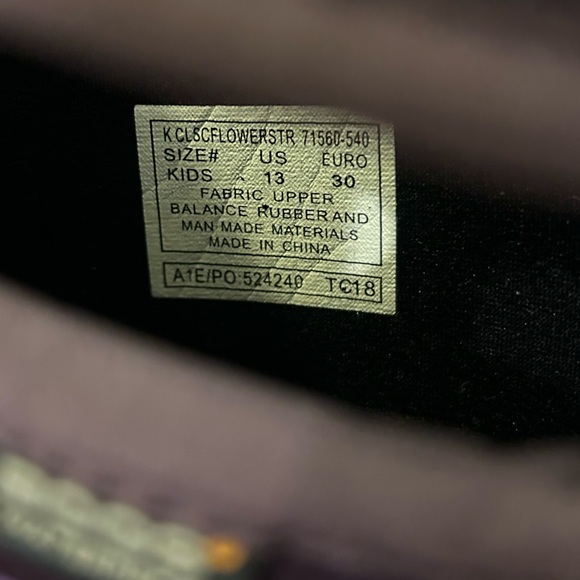 K CLSCFLOWERSTR 71560-540
SIZE# US EURO
KIDS 13 30
FABRIC UPPER
BALANCE RUBBER AND
MAN MADE MATERIALS
MADE IN CHINA
A1E/PO:524240 TC18